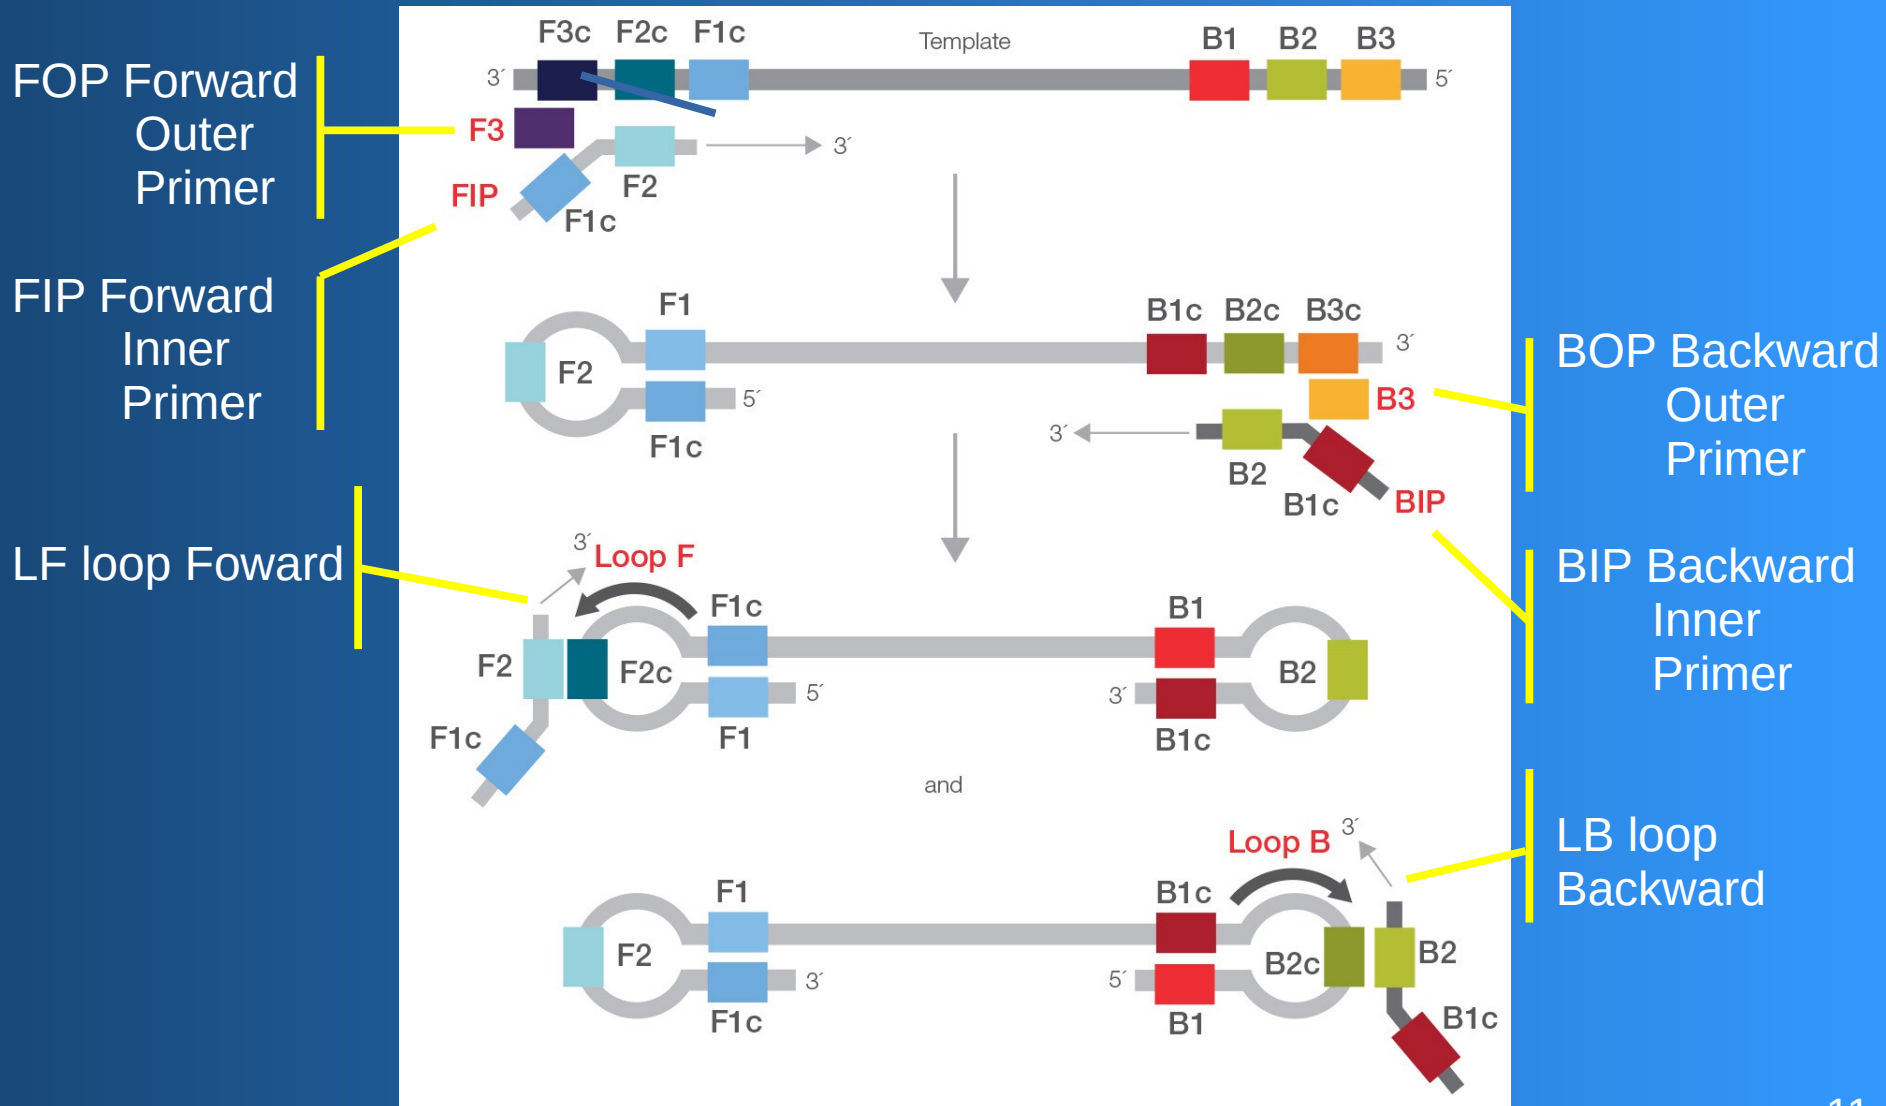 FOP Forward
Outer
Primer
FIP Forward
Inner
Primer
LF loop Foward
F3c F2c F1c
Template
B1 B2 B3
3´
5´
F3
3´
FIP
F2
F1c
F1
B1c B2c B3c
3´
F2
5´
B3
F1c
3´
B2
B1c
BIP
3´
Loop F
F1c
B1
F2
F2c
B2
5´
3´
F1c
F1
B1c
and
Loop B
3´
F1
B1c
F2
B2c
B2
3´
5´
F1c
B1
B1c
BOP Backward
Outer
Primer
BIP Backward
Inner
Primer
LB loop
Backward
11